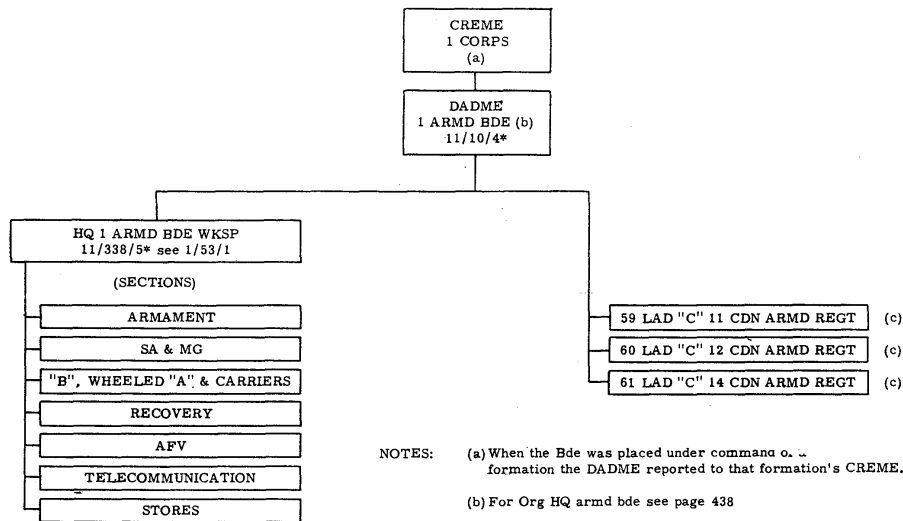 CREME
1 CORPS
(a)
DADME
1 ARMD BDE (b)
11/10/4*
HQ 1 ARMD BDE WKSP
11/338/5* see 1/53/1
(SECTIONS)
ARMAMENT
SA & MG
"B", WHEELED "A" & CARRIERS
RECOVERY
AFV
TELECOMMUNICATION
STORES
59 LAD "C" 11 CDN ARMD REGT (c)
60 LAD "C" 12 CDN ARMD REGT (c)
61 LAD "C" 14 CDN ARMD REGT (c)
NOTES: (a) When the Bde was placed under command
formation the DADME reported to that formation's CREME.
(b) For Org HQ armd bde see page 438